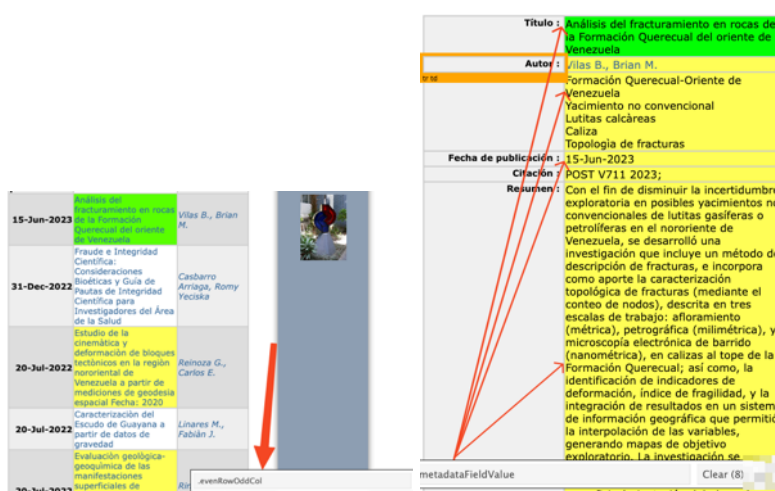 15-Jun-2023
Análisis del
fracturamiento en rocas
de la Formación
Querecual del oriente
de Venezuela
Vilas B., Brian
M.
31-Dec-2022
Fraude e Integridad
Científica:
Consideraciones
Bioéticas y Guía de
Pautas de Integridad
Científica para
Investigadores del Área
de la Salud
Casbarro
Arriaga, Romy
Yeciska
20-Jul-2022
Estudio de la
cinemàtica y
deformaciòn de bloques
tectònicos en la regiòn
nororiental de
Venezuela a partir de
mediciones de geodesia
espacial Fecha: 2020
Reinoza G.,
Carlos E.
20-Jul-2022
Caracterización del
Escudo de Guayana a
partir de datos de
gravedad
Linares M.,
Fabián J.
20-Jul-2022
Evaluación geológica-
geoquímica de las
manifestaciones
superficiales de
.evenRowOddCol
Título :
Análisis del fracturamiento en rocas de
la Formación Querecual del oriente de
Venezuela
Autor :
Vilas B., Brian M.
tr td
Formación Querecual-Oriente de
Venezuela
Yacimiento no convencional
Lutitas calcàreas
Caliza
Topologìa de fracturas
Fecha de publicación :
15-Jun-2023
Citación :
POST V711 2023;
Resumen :
Con el fin de disminuir la incertidumbre
exploratoria en posibles yacimientos no
convencionales de lutitas gasíferas o
petrolíferas en el nororiente de
Venezuela, se desarrolló una
investigación que incluye un método de
descripción de fracturas, e incorpora
como aporte la caracterización
topológica de fracturas (mediante el
conteo de nodos), descrita en tres
escalas de trabajo: afloramiento
(métrica), petrográfica (milimétrica), y
microscopía electrónica de barrido
(nanométrica), en calizas al tope de la
Formación Querecual; así como, la
identificación de indicadores de
deformación, índice de fragilidad, y la
integración de resultados en un sistema
de información geográfica que permitió
la interpolación de las variables,
generando mapas de objetivo
exploratorio. La investigación se
metadataFieldValue
Clear (8)